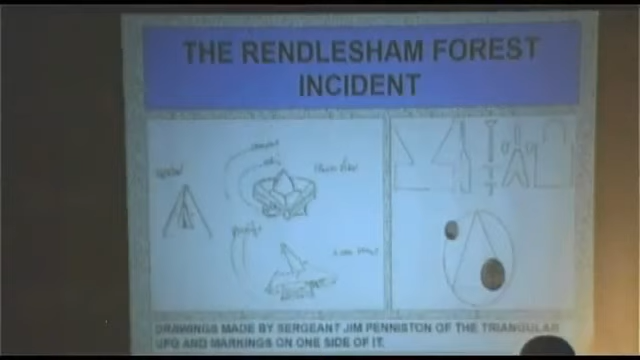 THE RENDLESHAM FOREST
INCIDENT
DRAWINGS MADE BY SERGEANT JIM PENNISTON OF THE TRIANGULAR
UFO AND MARKINGS ON ONE SIDE OF IT.